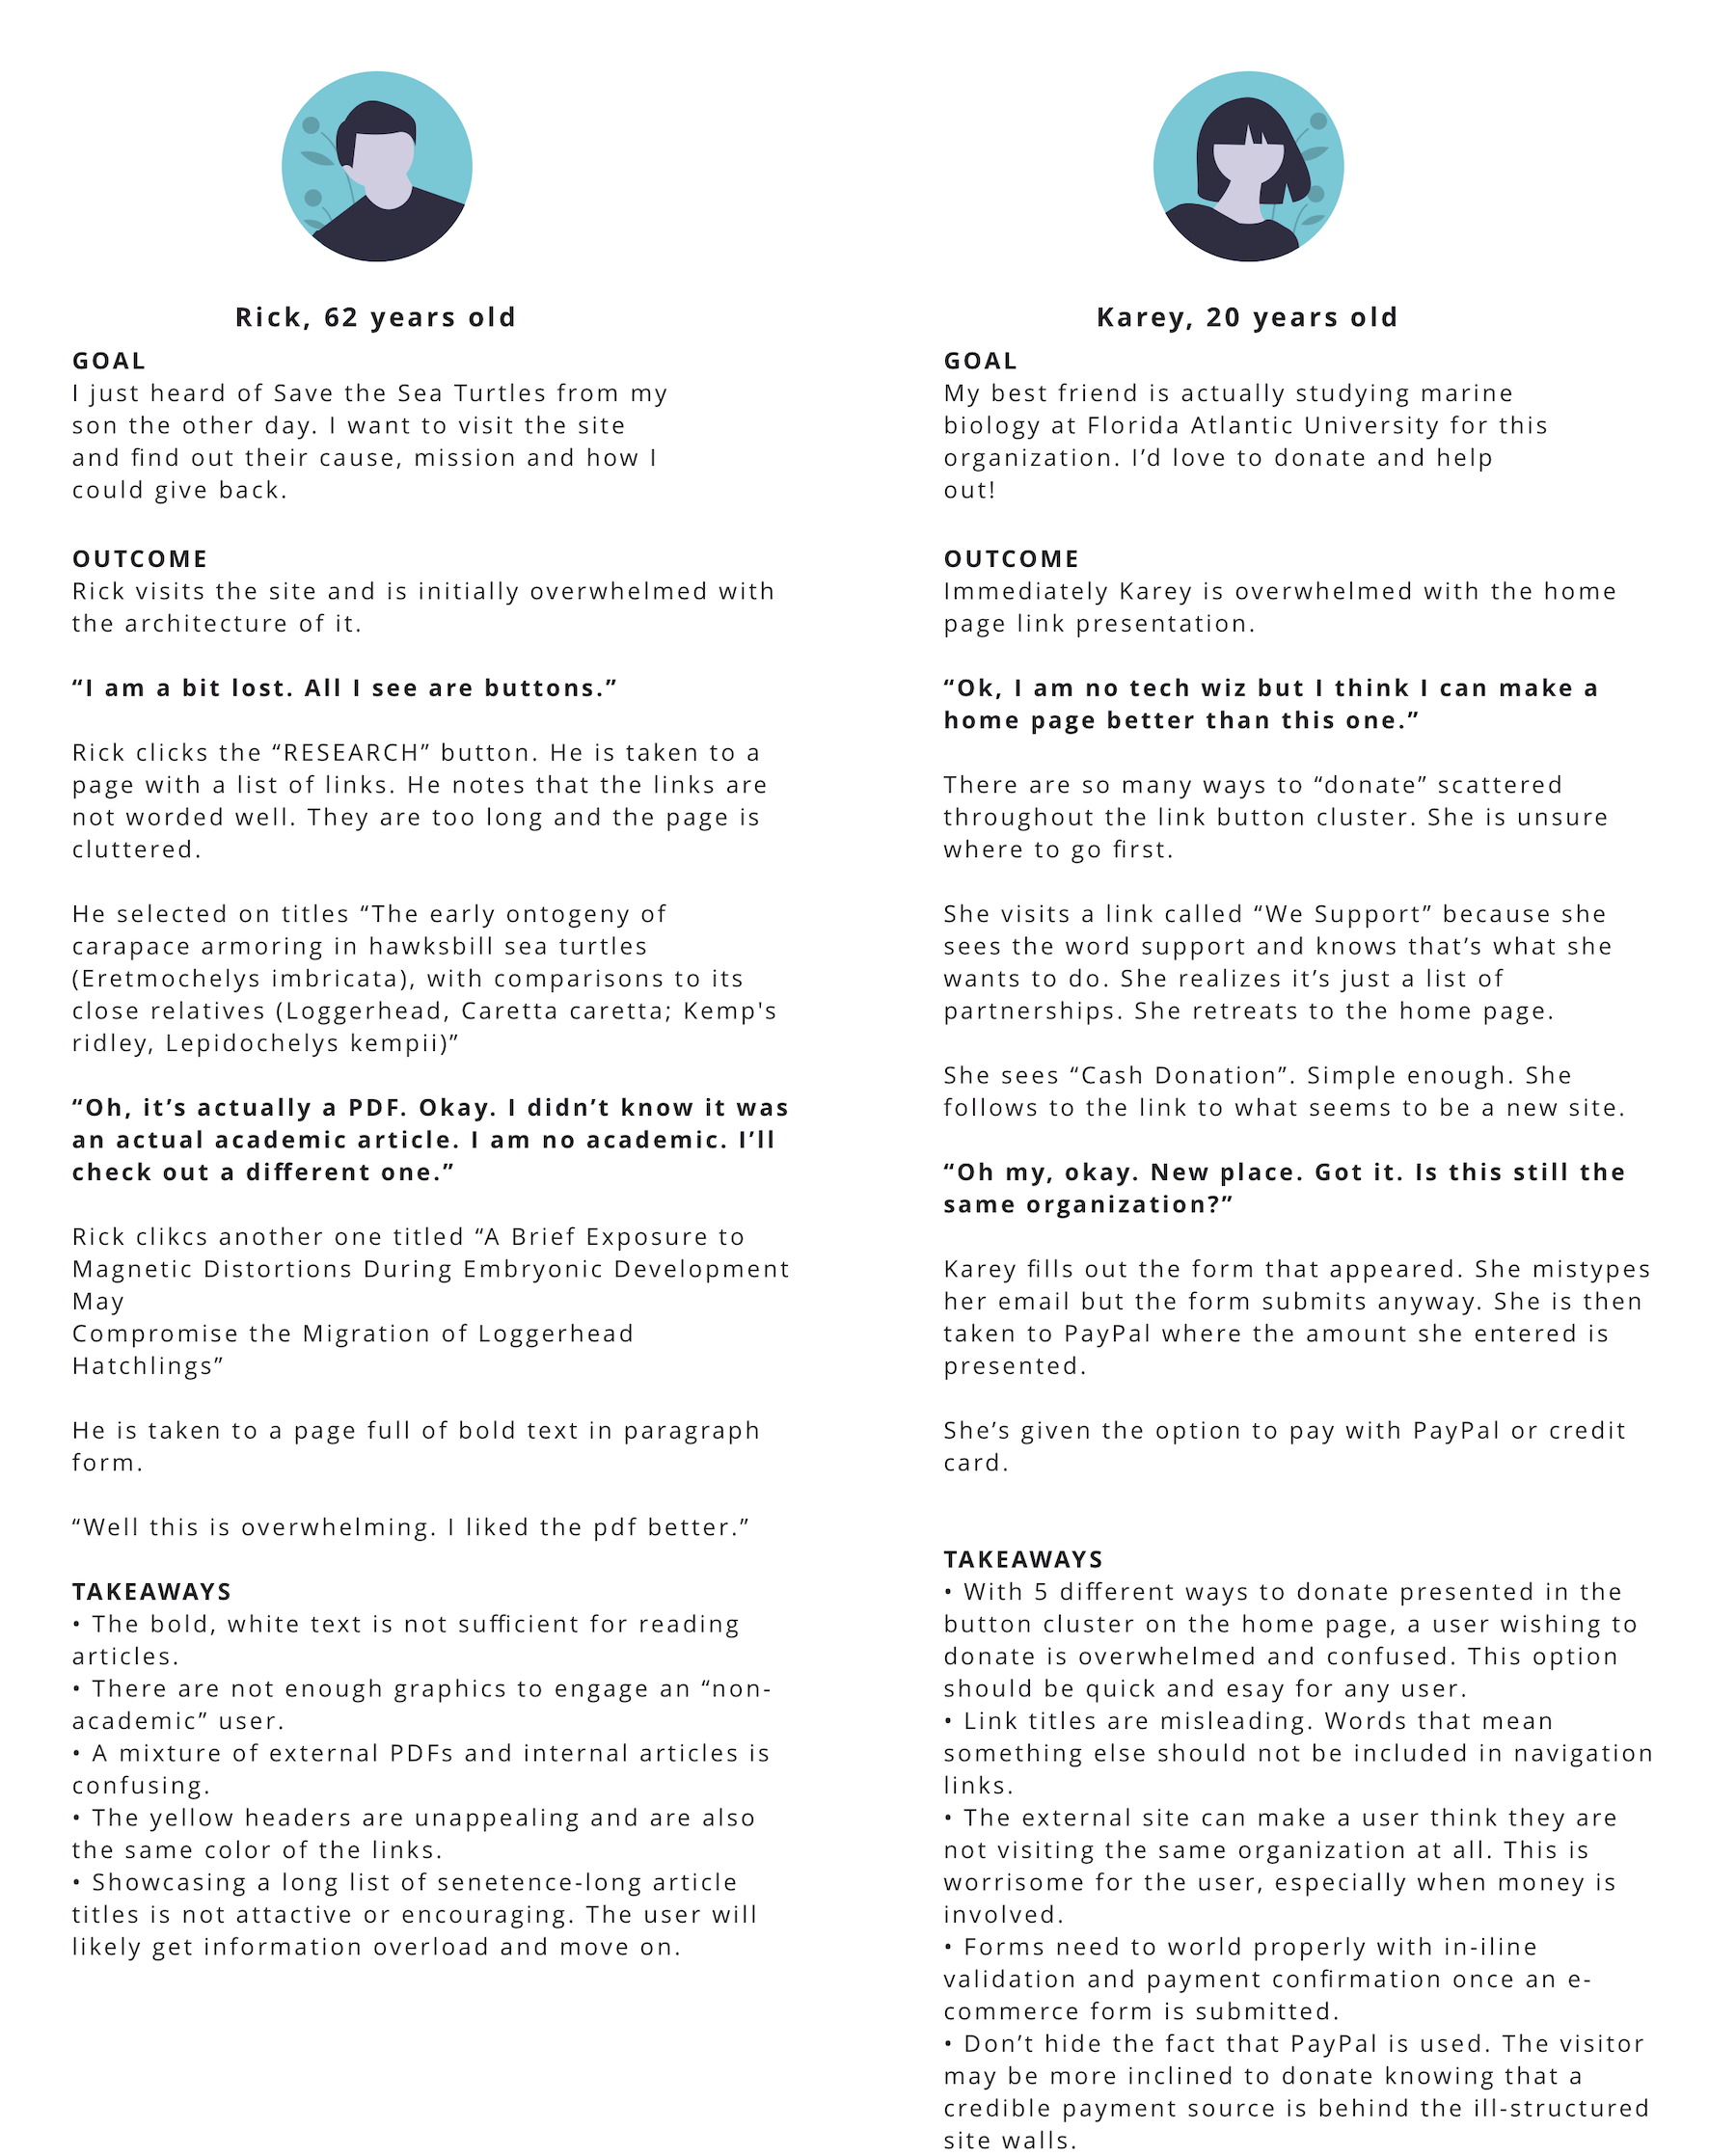 Rick, 62 years old
GOAL
I just heard of Save the Sea Turtles from my
son the other day. I want to visit the site
and find out their cause, mission and how I
could give back.
OUTCOME
Rick visits the site and is initially overwhelmed with
the architecture of it.
“I am a bit lost. All I see are buttons.”
Rick clicks the “RESEARCH” button. He is taken to a
page with a list of links. He notes that the links are
not worded well. They are too long and the page is
cluttered.
He selected on titles “The early ontogeny of
carapace armoring in hawksbill sea turtles
(Eretmochelys imbricata), with comparisons to its
close relatives (Loggerhead, Caretta caretta; Kemp's
ridley, Lepidochelys kempii)”
“Oh, it’s actually a PDF. Okay. I didn’t know it was
an actual academic article. I am no academic. I’ll
check out a different one.”
Rick clikcs another one titled “A Brief Exposure to
Magnetic Distortions During Embryonic Development
May
Compromise the Migration of Loggerhead
Hatchlings”
He is taken to a page full of bold text in paragraph
form.
“Well this is overwhelming. I liked the pdf better.”
TAKEAWAYS
• The bold, white text is not sufficient for reading
articles.
• There are not enough graphics to engage an “non-
academic” user.
• A mixture of external PDFs and internal articles is
confusing.
• The yellow headers are unappealing and are also
the same color of the links.
• Showcasing a long list of senetence-long article
titles is not attactive or encouraging. The user will
likely get information overload and move on.
Karey, 20 years old
GOAL
My best friend is actually studying marine
biology at Florida Atlantic University for this
organization. I’d love to donate and help
out!
OUTCOME
Immediately Karey is overwhelmed with the home
page link presentation.
“Ok, I am no tech wiz but I think I can make a
home page better than this one.”
There are so many ways to “donate” scattered
throughout the link button cluster. She is unsure
where to go first.
She visits a link called “We Support” because she
sees the word support and knows that’s what she
wants to do. She realizes it’s just a list of
partnerships. She retreats to the home page.
She sees “Cash Donation”. Simple enough. She
follows to the link to what seems to be a new site.
“Oh my, okay. New place. Got it. Is this still the
same organization?”
Karey fills out the form that appeared. She mistypes
her email but the form submits anyway. She is then
taken to PayPal where the amount she entered is
presented.
She’s given the option to pay with PayPal or credit
card.
TAKEAWAYS
• With 5 different ways to donate presented in the
button cluster on the home page, a user wishing to
donate is overwhelmed and confused. This option
should be quick and esay for any user.
• Link titles are misleading. Words that mean
something else should not be included in navigation
links.
• The external site can make a user think they are
not visiting the same organization at all. This is
worrisome for the user, especially when money is
involved.
• Forms need to world properly with in-iline
validation and payment confirmation once an e-
commerce form is submitted.
• Don’t hide the fact that PayPal is used. The visitor
may be more inclined to donate knowing that a
credible payment source is behind the ill-structured
site walls.